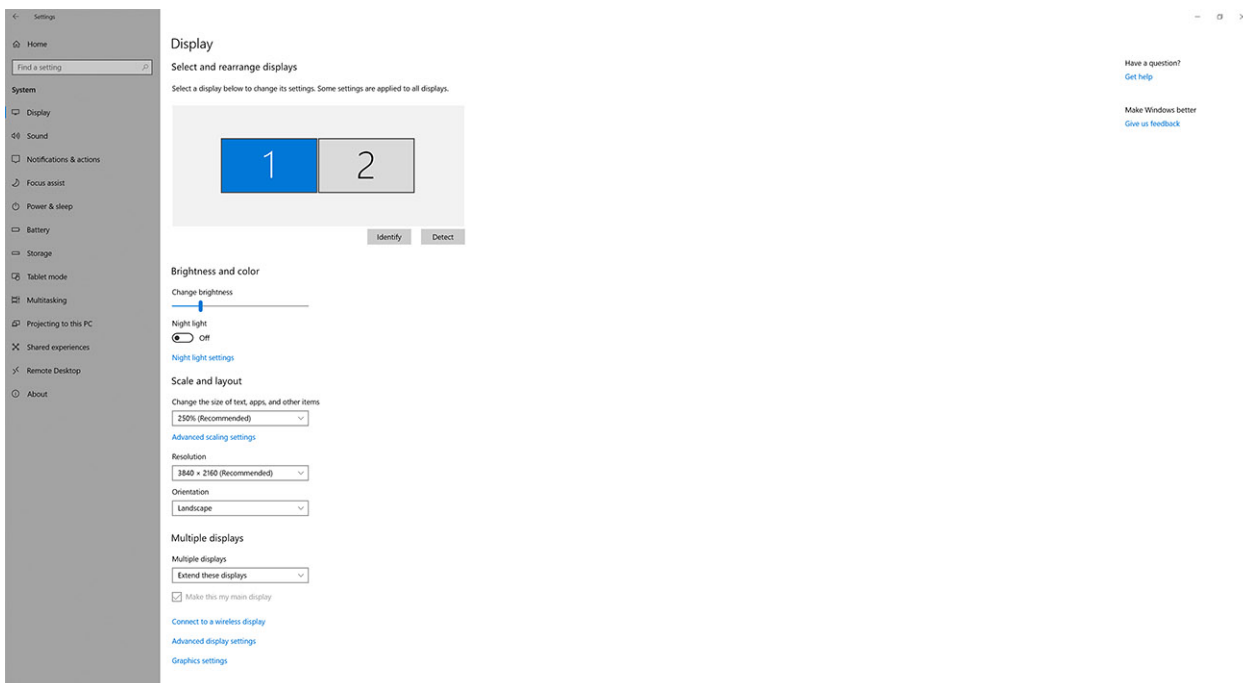 Settings
Home
Find a setting
System
Display
Sound
Notifications & actions
Focus assist
Power & sleep
Battery
Storage
Tablet mode
Multitasking
Projecting to this PC
Shared experiences
Remote Desktop
About
Display
Select and rearrange displays
Select a display below to change its settings. Some settings are applied to all displays.
1 2
Identify Detect
Brightness and color
Change brightness
Night light
Off
Night light settings
Scale and layout
Change the size of text, apps, and other items
250% (Recommended)
Advanced scaling settings
Resolution
3840 × 2160 (Recommended)
Orientation
Landscape
Multiple displays
Multiple displays
Extend these displays
Make this my main display
Connect to a wireless display
Advanced display settings
Graphics settings
Have a question?
Get help
Make Windows better
Give us feedback